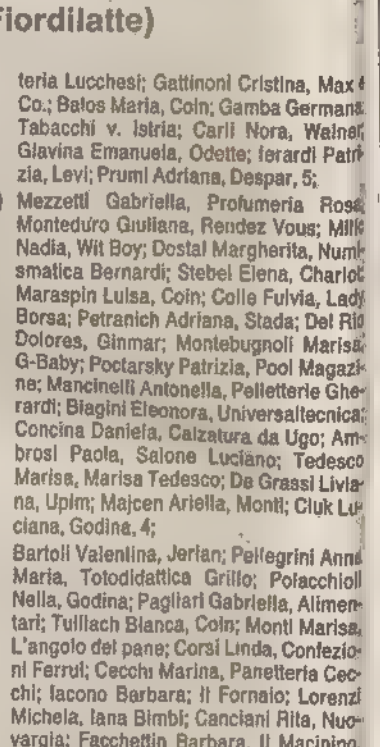 Fiordilatte)
teria Lucchesi; Gattinoni Cristina, Max &
Co.; Balos Maria, Coin; Gamba Germana
Tabacchi v. Istria; Carli Nora, Walner,
Glavina Emanuela, Odette; Ierardi Patri-
zia, Levi; Prumi Adriana, Despar, 5;
) Mezzetti Gabriella, Profumeria Rosa,
Monteduro Giuliana, Rendez Vous; Milic
Nadia, Wit Boy; Dostal Margherita, Numi-
smatica Bernardi; Stebel Elena, Charlot
Maraspin Luisa, Coin; Colle Fulvia, Lady
Borsa; Petranich Adriana, Stada; Del Rio
Dolores, Ginmar; Montebugnoli Marisa,
G-Baby; Poctarsky Patrizia, Pool Magazi-
ne; Mancinelli Antonella, Pelletterie Ghe-
rardi; Biagini Eleonora, Universaltecnica;
Concina Daniela, Calzatura da Ugo; Am-
brosi Paola, Salone Luciano; Tedesco
Marisa, Marisa Tedesco; De Grassi Livia-
na, Upim; Majcen Ariella, Monti; Ciuk Lu-
ciana, Godina, 4;
Bartoli Valentina, Jerian; Pellegrini Anna
Maria, Totodidattica Grillo; Polacchioli
Nella, Godina; Pagliari Gabriella, Alimen-
tari; Tulliach Bianca, Coin; Monti Marisa,
L'angolo del pane; Corsi Linda, Confezio-
ni Ferrui; Cecchi Marina, Panetteria Cec-
chi; Iacono Barbara; Il Fornaio; Lorenzi
Michela, Iana Bimbi; Canciani Rita, Nuo-
vargia; Facchettin Barbara, Il Macinino,